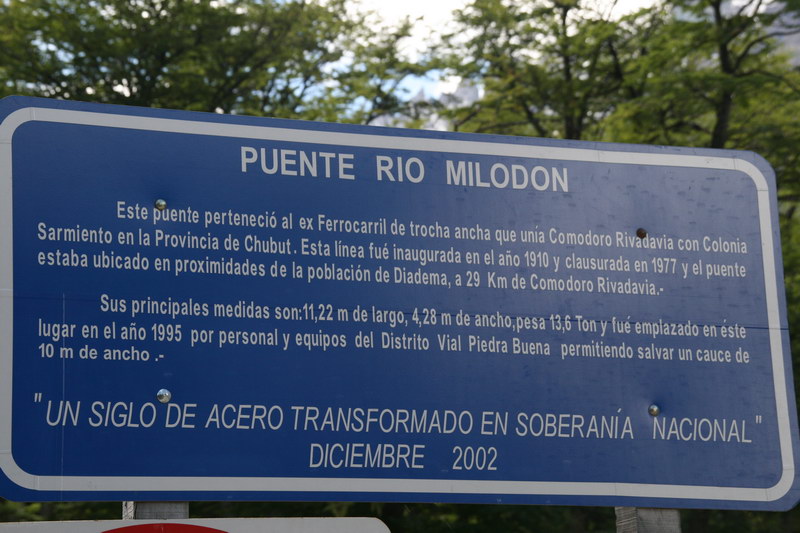 PUENTE RIO MILODON
Este puente perteneció al ex Ferrocarril de trocha ancha que unía Comodoro Rivadavia con Colonia
Sarmiento en la Provincia de Chubut. Esta línea fué inaugurada en el año 1910 y clausurada en 1977 y el puente
estaba ubicado en proximidades de la población de Diadema, a 29 Km de Comodoro Rivadavia.-
Sus principales medidas son:11,22 m de largo, 4,28 m de ancho,pesa 13,6 Ton y fué emplazado en éste
lugar en el año 1995 por personal y equipos del Distrito Vial Piedra Buena permitiendo salvar un cauce de
10 m de ancho .-
"UN SIGLO DE ACERO TRANSFORMADO EN SOBERANÍA NACIONAL"
DICIEMBRE 2002